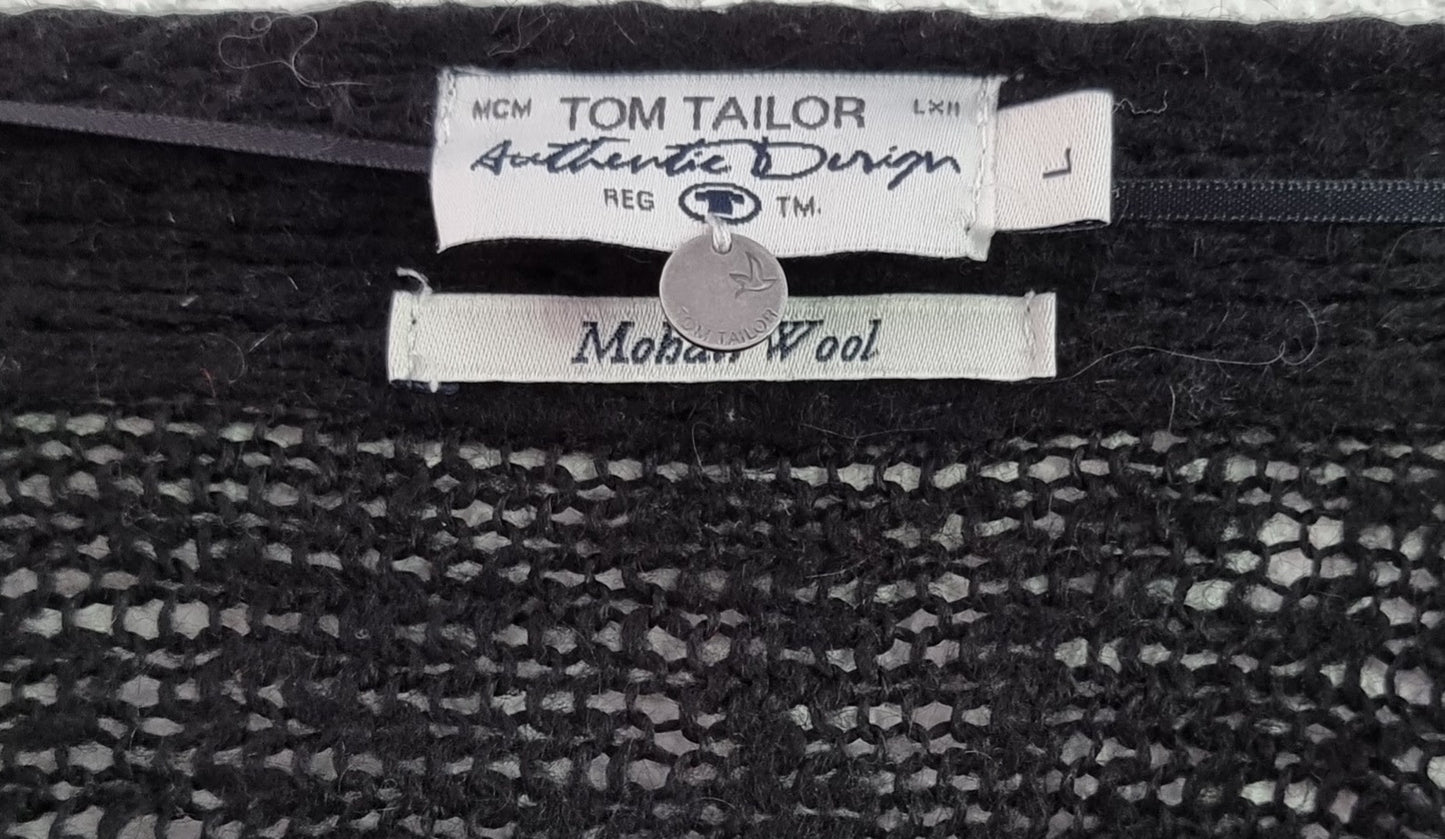 MCM TOM TAILOR LXII
Authentic Design
REG TM.
L
TOM TAILOR
Mohair Wool